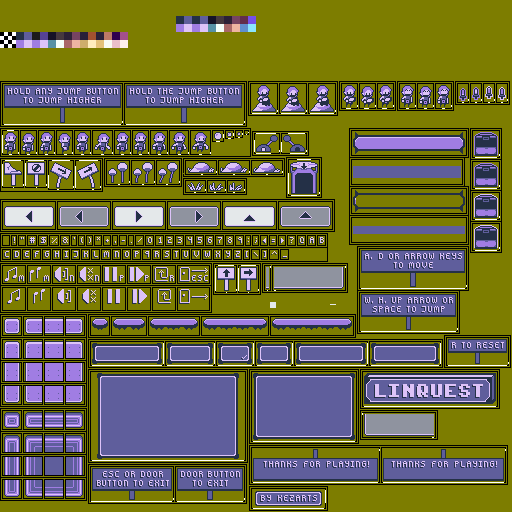 HOLD ANY JUMP BUTTON
TO JUMP HIGHER
HOLD THE JUMP BUTTON
TO JUMP HIGHER
A, D OR ARROW KEYS
TO MOVE
W, H, UP ARROW OR
SPACE TO JUMP
R TO RESET
LINQUEST
THANKS FOR PLAYING!
THANKS FOR PLAYING!
ESC OR DOOR
BUTTON TO EXIT
DOOR BUTTON
TO EXIT
BY KEZARTS